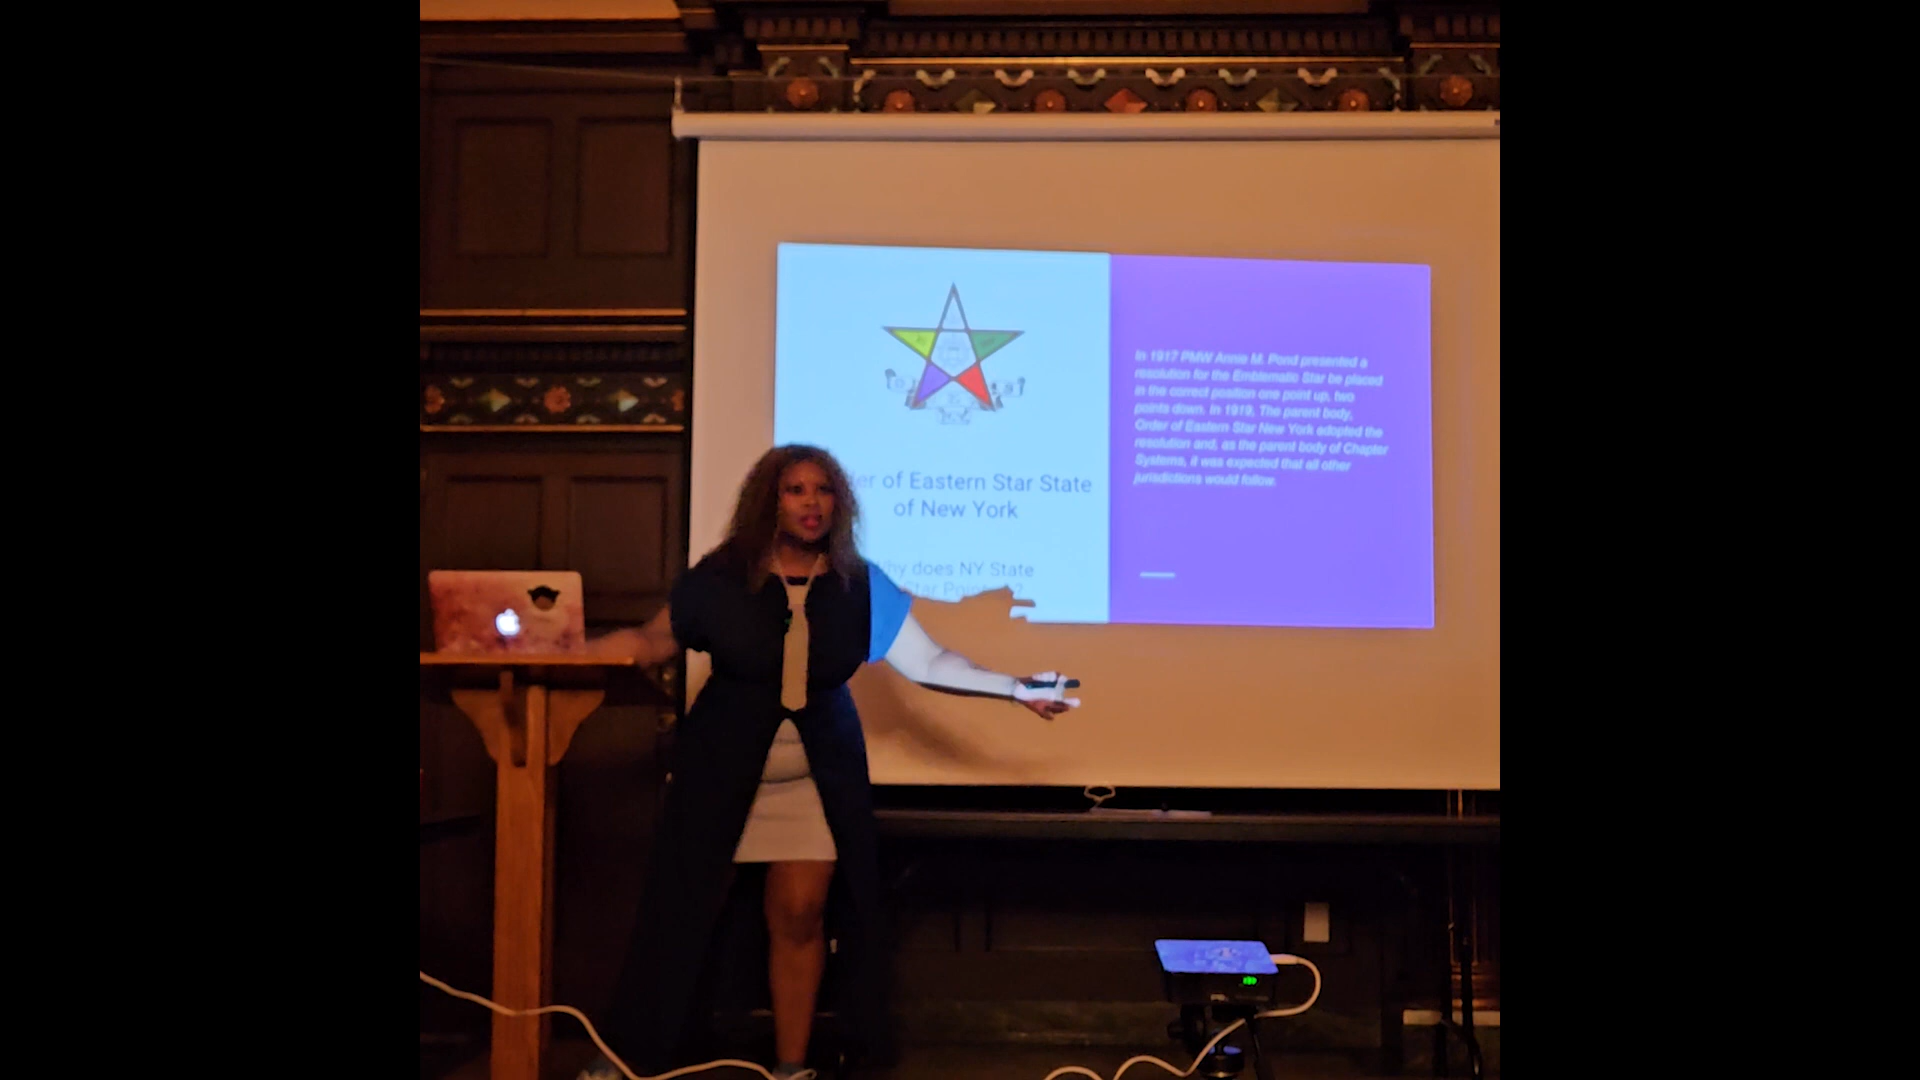 der of Eastern Star State
of New York
why does NY State
Star Point
In 1917 PMW Annie M. Pond presented a
resolution for the Emblematic Star be placed
in the correct position one point up, two
points down. In 1919, The parent body,
Order of Eastern Star New York adopted the
resolution and, as the parent body of Chapter
Systems, it was expected that all other
jurisdictions would follow.